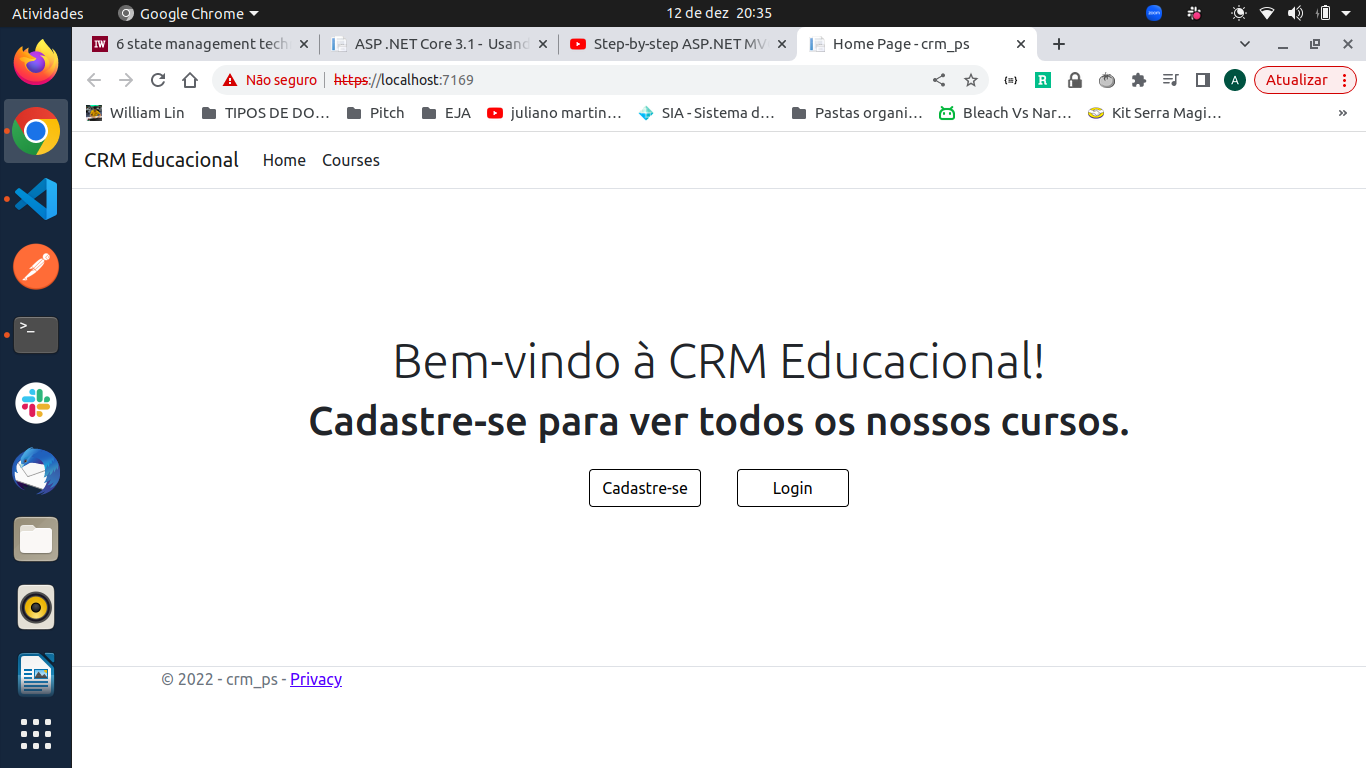 Atividades Google Chrome 12 de dez 20:35 zoom
IW 6 state management tech ASP .NET Core 3.1 - Usand Step-by-step ASP.NET MV Home Page - crm_ps
Não seguro https://localhost:7169 R A Atualizar
William Lin TIPOS DE DO... Pitch EJA juliano martin... SIA - Sistema d... Pastas organi... Bleach Vs Nar... Kit Serra Magi... »
CRM Educacional Home Courses
Bem-vindo à CRM Educacional!
Cadastre-se para ver todos os nossos cursos.
Cadastre-se Login
© 2022 - crm_ps - Privacy